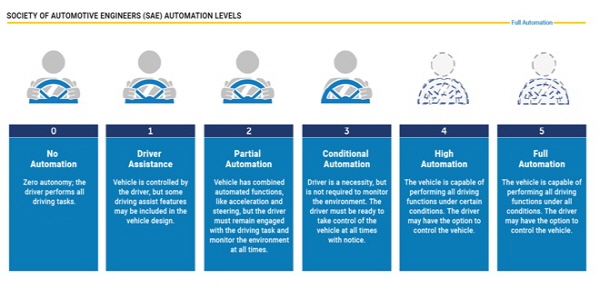 SOCIETY OF AUTOMOTIVE ENGINEERS (SAE) AUTOMATION LEVELS
Full Automation
0
No
Automation
Zero autonomy; the
driver performs all
driving tasks.
1
Driver
Assistance
Vehicle is controlled by
the driver, but some
driving assist features
may be included in the
vehicle design.
2
Partial
Automation
Vehicle has combined
automated functions,
like acceleration and
steering, but the driver
must remain engaged
with the driving task and
monitor the environment
at all times.
3
Conditional
Automation
Driver is a necessity, but
is not required to monitor
the environment. The
driver must be ready to
take control of the
vehicle at all times
with notice.
4
High
Automation
The vehicle is capable of
performing all driving
functions under certain
conditions. The driver
may have the option to
control the vehicle.
5
Full
Automation
The vehicle is capable of
performing all driving
functions under all
conditions. The driver
may have the option to
control the vehicle.